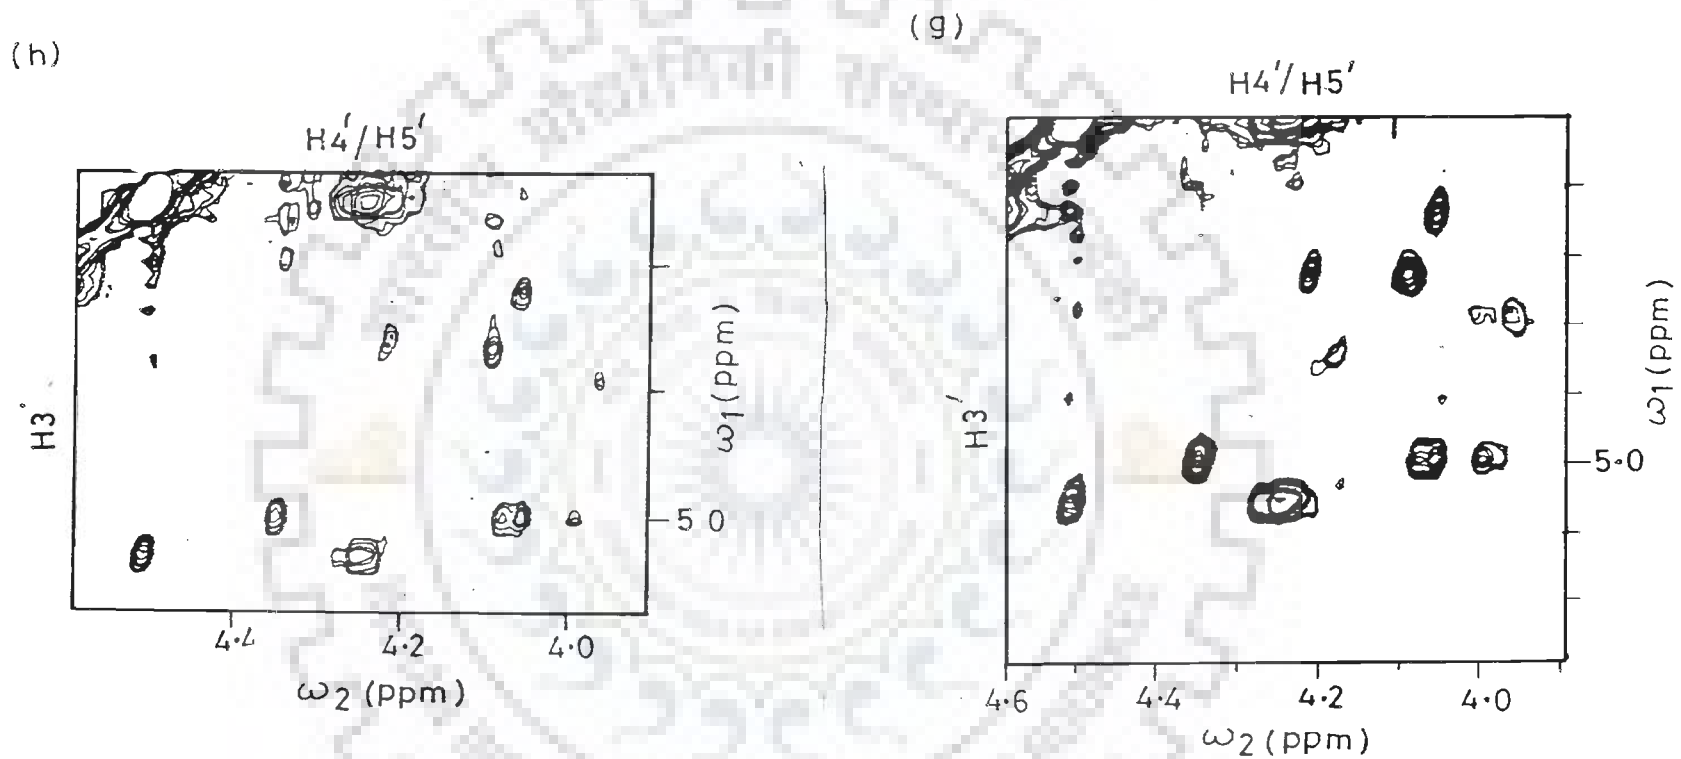 (h)
H4'/H5'
H3'
ω1(ppm)
5 0
4.4
4.2
4.0
ω2 (ppm)
(g)
H4'/H5'
H3'
ω1(ppm)
5.0
4.6
4.4
4.2
4.0
ω2 (ppm)